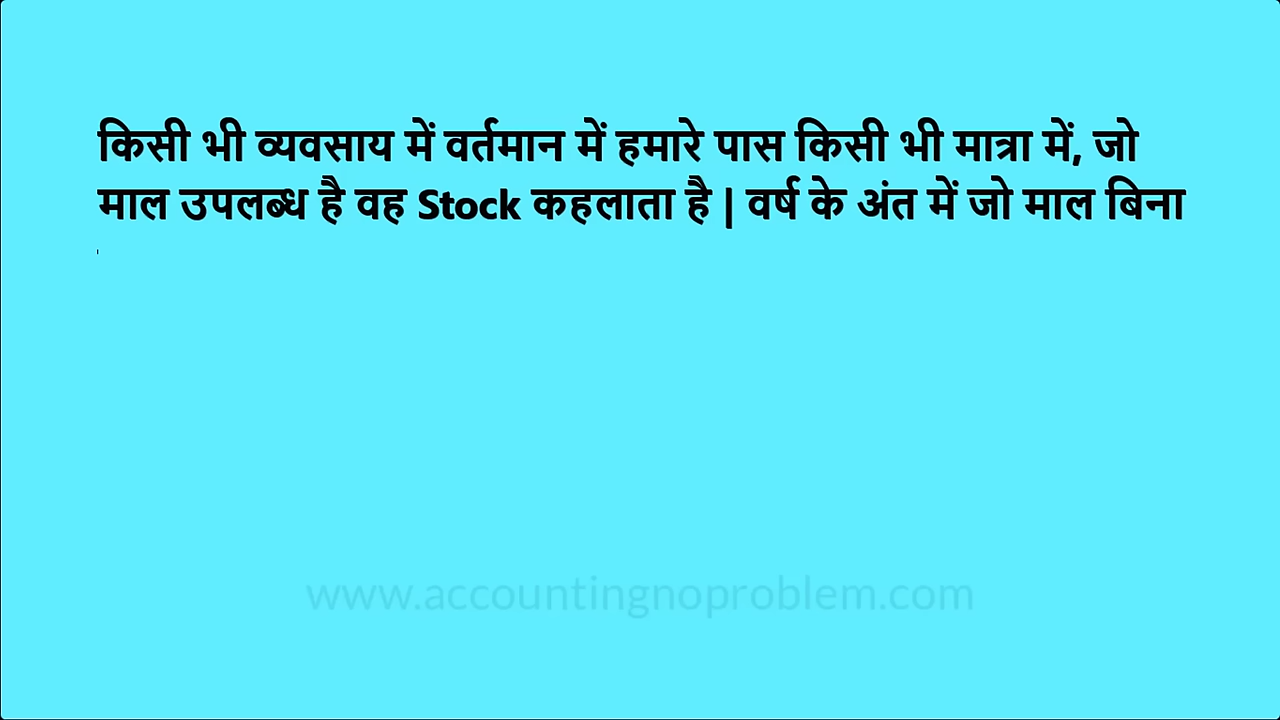 किसी भी व्यवसाय में वर्तमान में हमारे पास किसी भी मात्रा में, जो
माल उपलब्ध है वह Stock कहलाता है | वर्ष के अंत में जो माल बिना
www.accountingnoproblem.com